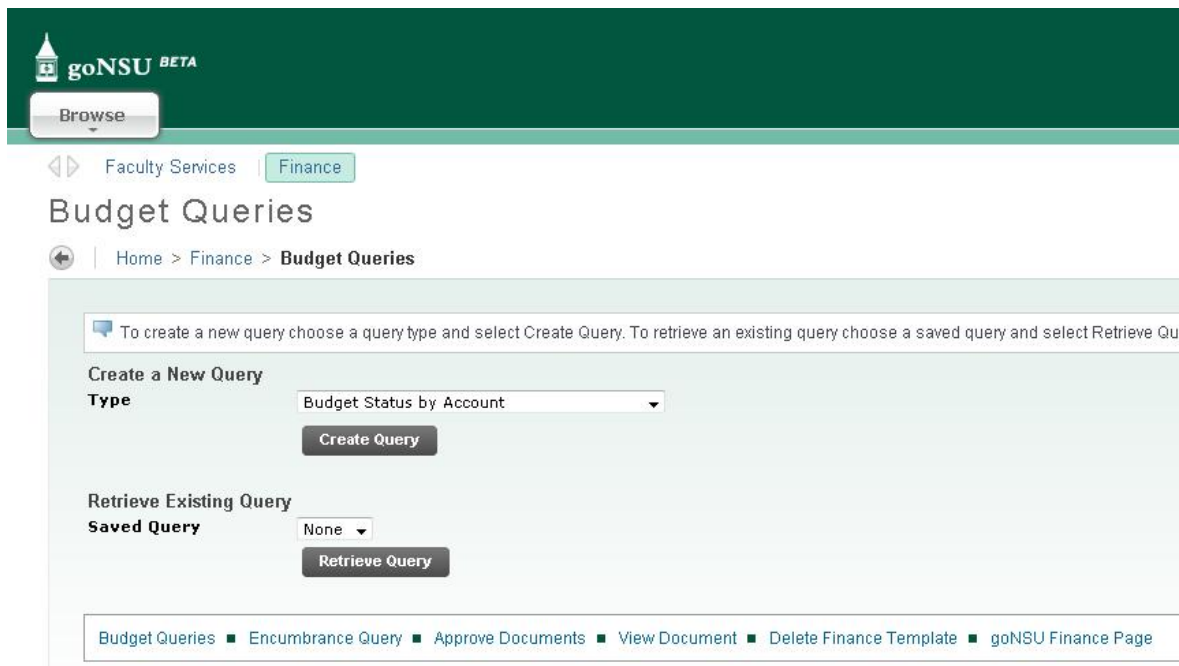 goNSU BETA
Browse
Faculty Services | Finance
Budget Queries
Home > Finance > Budget Queries
To create a new query choose a query type and select Create Query. To retrieve an existing query choose a saved query and select Retrieve Qu
Create a New Query
Type Budget Status by Account
Create Query
Retrieve Existing Query
Saved Query None
Retrieve Query
Budget Queries ■ Encumbrance Query ■ Approve Documents ■ View Document ■ Delete Finance Template ■ goNSU Finance Page